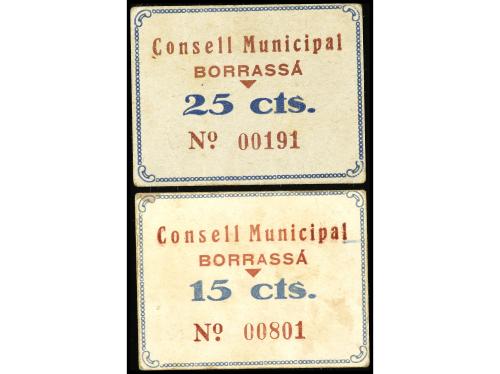 Consell Municipal
BORRASSÁ
25 cts.
Nº 00191
Consell Municipal
BORRASSÁ
15 cts.
Nº 00801